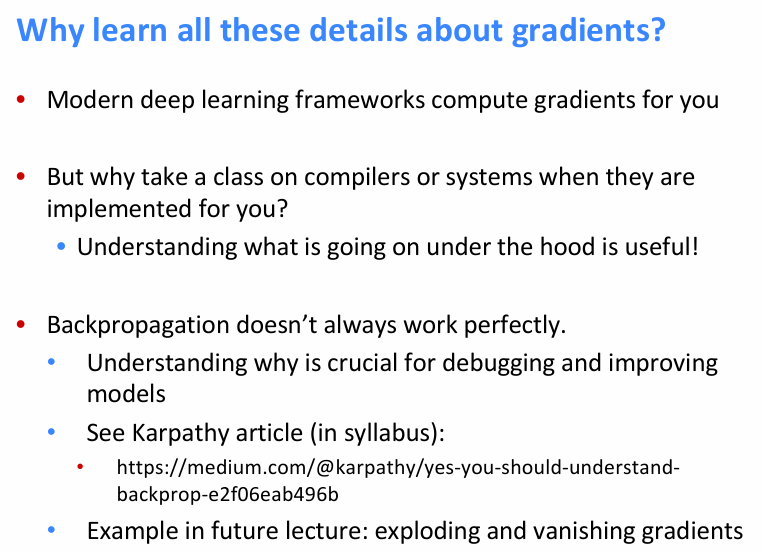 Why learn all these details about gradients?
• Modern deep learning frameworks compute gradients for you
• But why take a class on compilers or systems when they are
implemented for you?
• Understanding what is going on under the hood is useful!
• Backpropagation doesn’t always work perfectly.
• Understanding why is crucial for debugging and improving
models
• See Karpathy article (in syllabus):
• https://medium.com/@karpathy/yes-you-should-understand-
backprop-e2f06eab496b
• Example in future lecture: exploding and vanishing gradients